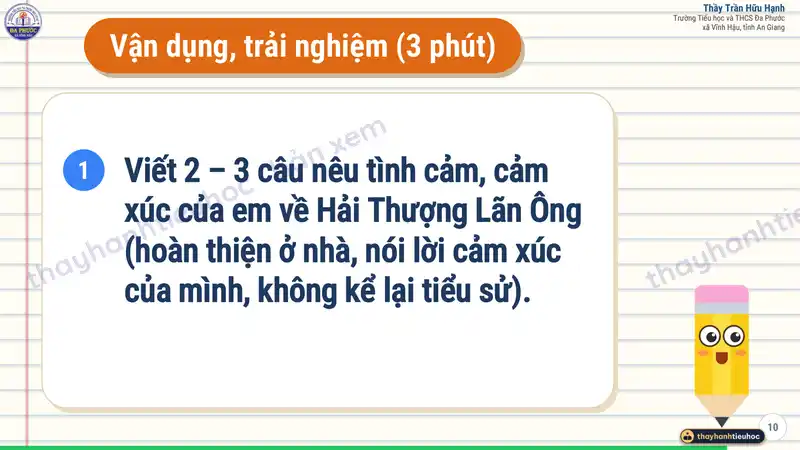 Thầy Trần Hữu Hạnh
Trường Tiểu học và THCS Đa Phước
xã Vĩnh Hậu, tỉnh An Giang
ĐA PHƯỚC
Vận dụng, trải nghiệm (3 phút)
1
Viết 2 – 3 câu nêu tình cảm, cảm
xúc của em về Hải Thượng Lãn Ông
(hoàn thiện ở nhà, nói lời cảm xúc
của mình, không kể lại tiểu sử).
thayhanhtieuhoc
10